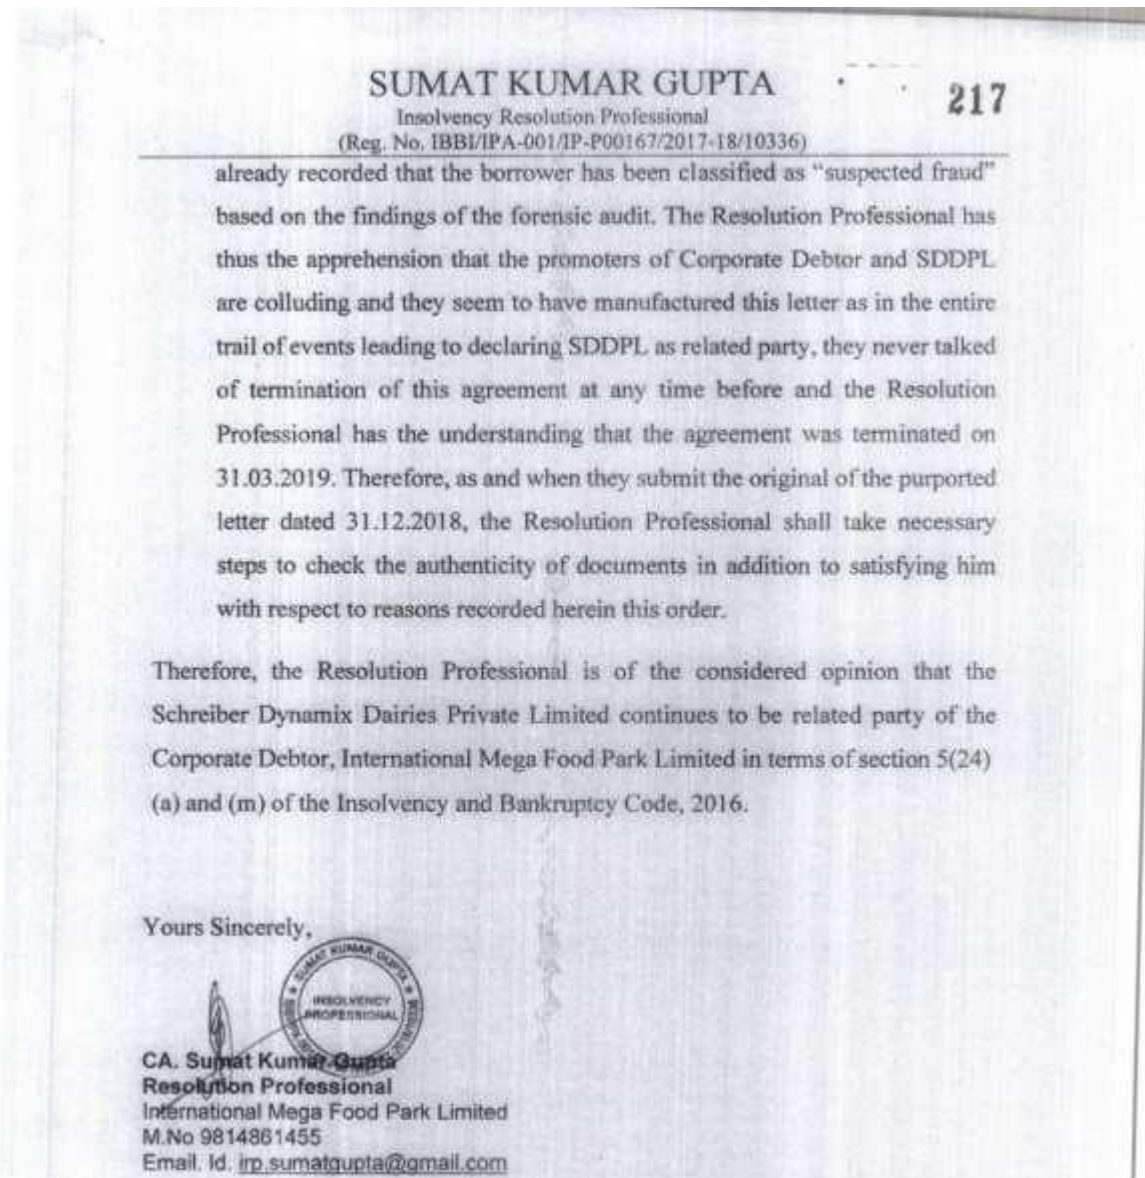 SUMAT KUMAR GUPTA
217
Insolvency Resolution Professional
(Reg. No. IBBI/IPA-001/IP-P00167/2017-18/10336)
already recorded that the borrower has been classified as “suspected fraud”
based on the findings of the forensic audit. The Resolution Professional has
thus the apprehension that the promoters of Corporate Debtor and SDDPL
are colluding and they seem to have manufactured this letter as in the entire
trail of events leading to declaring SDDPL as related party, they never talked
of termination of this agreement at any time before and the Resolution
Professional has the understanding that the agreement was terminated on
31.03.2019. Therefore, as and when they submit the original of the purported
letter dated 31.12.2018, the Resolution Professional shall take necessary
steps to check the authenticity of documents in addition to satisfying him
with respect to reasons recorded herein this order.
Therefore, the Resolution Professional is of the considered opinion that the
Schreiber Dynamix Dairies Private Limited continues to be related party of the
Corporate Debtor, International Mega Food Park Limited in terms of section 5(24)
(a) and (m) of the Insolvency and Bankruptcy Code, 2016.
Yours Sincerely,
SUMAT KUMAR GUPTA
INSOLVENCY
PROFESSIONAL
CA. Sumat Kumar Gupta
Resolution Professional
International Mega Food Park Limited
M.No 9814861455
Email. Id. irp.sumatgupta@gmail.com